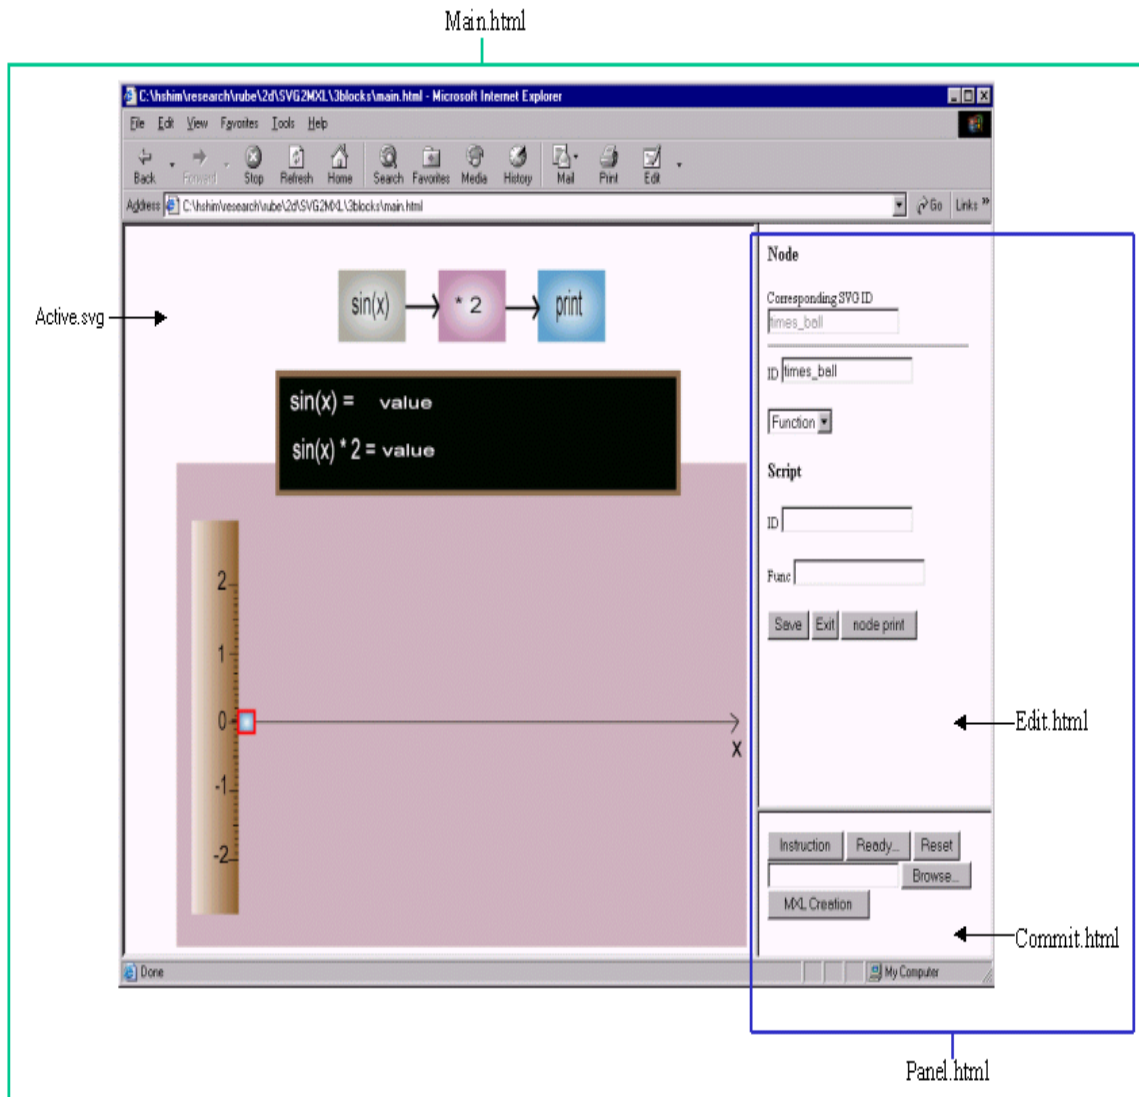 Main.html
C:\hshim\research\rube\2d\SVG2MXL\3blocks\main.html - Microsoft Internet Explorer
File Edit View Favorites Tools Help
Back Forward Stop Refresh Home Search Favorites Media History Mail Print Edit
Address C:\hshim\research\rube\2d\SVG2MXL\3blocks\main.html Go Links »
Active.svg
sin(x) * 2 print
sin(x) = value
sin(x) * 2 = value
2
1
0
-1
-2
X
Node
Corresponding SVG ID
times_ball
ID times_ball
Function
Script
ID
Func
Save Exit node print
Edit.html
Instruction Ready... Reset
Browse...
MXL Creation
Commit.html
Done My Computer
Panel.html